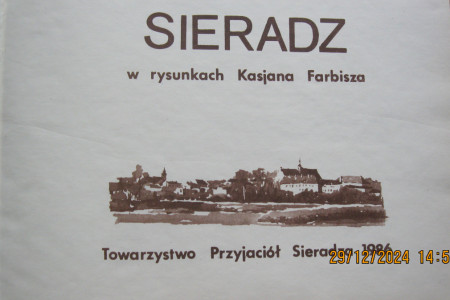 SIERADZ
w rysunkach Kasjana Farbisza
Towarzystwo Przyjaciół Sieradza 1986
29/12/2024 14:5